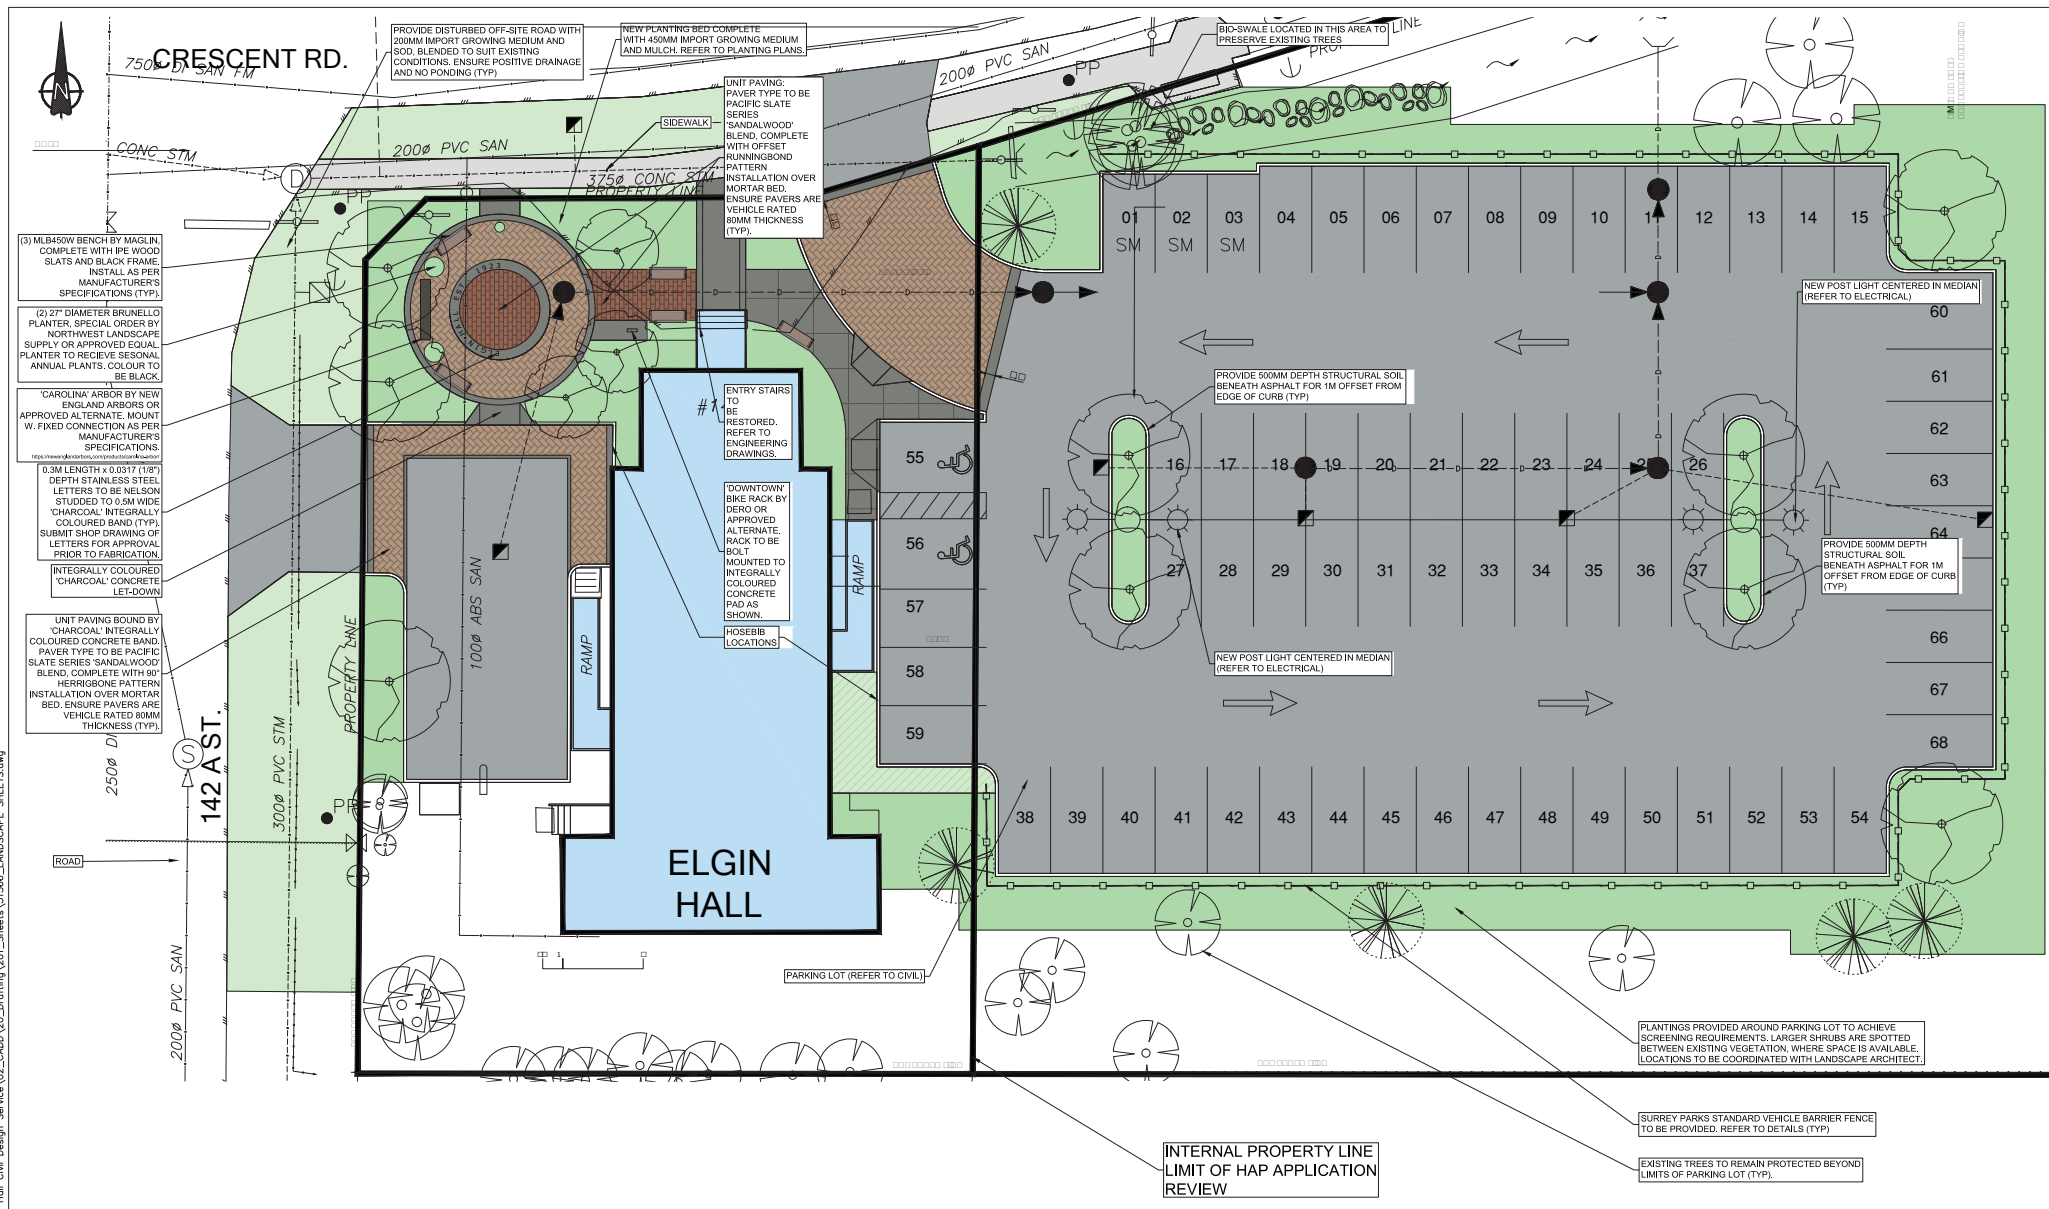 CRESCENT RD.
750ø DI SAN FM
PROVIDE DISTURBED OFF-SITE ROAD WITH
200MM IMPORT GROWING MEDIUM AND
SOD, BLENDED TO SUIT EXISTING
CONDITIONS. ENSURE POSITIVE DRAINAGE
AND NO PONDING (TYP)
NEW PLANTING BED COMPLETE
WITH 450MM IMPORT GROWING MEDIUM
AND MULCH. REFER TO PLANTING PLANS.
BIO-SWALE LOCATED IN THIS AREA TO
PRESERVE EXISTING TREES
LINE
200ø PVC SAN
PP
N
UNIT PAVING:
PAVER TYPE TO BE
PACIFIC SLATE
SERIES
'SANDALWOOD'
BLEND, COMPLETE
WITH OFFSET
RUNNINGBOND
PATTERN
INSTALLATION OVER
MORTAR BED.
ENSURE PAVERS ARE
VEHICLE RATED
80MM THICKNESS
(TYP).
SIDEWALK
CONC STM
200ø PVC SAN
375ø CONC STM
PROPERTY LINE
D
PP
(3) MLB450W BENCH BY MAGLIN,
COMPLETE WITH IPE WOOD
SLATS AND BLACK FRAME.
INSTALL AS PER
MANUFACTURER'S
SPECIFICATIONS (TYP).
(2) 27" DIAMETER BRUNELLO
PLANTER, SPECIAL ORDER BY
NORTHWEST LANDSCAPE
SUPPLY OR APPROVED EQUAL.
PLANTER TO RECIEVE SESONAL
ANNUAL PLANTS. COLOUR TO
BE BLACK.
'CAROLINA' ARBOR BY NEW
ENGLAND ARBORS OR
APPROVED ALTERNATE. MOUNT
W. FIXED CONNECTION AS PER
MANUFACTURER'S
SPECIFICATIONS.
https://newenglandarbors.com/products/carolina-arbor/
0.3M LENGTH x 0.0317 (1/8")
DEPTH STAINLESS STEEL
LETTERS TO BE NELSON
STUDDED TO 0.5M WIDE
'CHARCOAL' INTEGRALLY
COLOURED BAND (TYP).
SUBMIT SHOP DRAWING OF
LETTERS FOR APPROVAL
PRIOR TO FABRICATION.
INTEGRALLY COLOURED
'CHARCOAL' CONCRETE
LET-DOWN
UNIT PAVING BOUND BY
'CHARCOAL' INTEGRALLY
COLOURED CONCRETE BAND.
PAVER TYPE TO BE PACIFIC
SLATE SERIES 'SANDALWOOD'
BLEND, COMPLETE WITH 90°
HERRIGBONE PATTERN
INSTALLATION OVER MORTAR
BED. ENSURE PAVERS ARE
VEHICLE RATED 80MM
THICKNESS (TYP).
ELGIN HALL EST. 1923
ENTRY STAIRS
TO
BE
RESTORED.
REFER TO
ENGINEERING
DRAWINGS.
'DOWNTOWN'
BIKE RACK BY
DERO OR
APPROVED
ALTERNATE.
RACK TO BE
BOLT
MOUNTED TO
INTEGRALLY
COLOURED
CONCRETE
PAD AS
SHOWN.
HOSEBIB
LOCATIONS
01 02 03 04 05 06 07 08 09 10 11 12 13 14 15
SM SM SM
NEW POST LIGHT CENTERED IN MEDIAN
(REFER TO ELECTRICAL)
PROVIDE 500MM DEPTH STRUCTURAL SOIL
BENEATH ASPHALT FOR 1M OFFSET FROM
EDGE OF CURB (TYP)
16 17 18 19 20 21 22 23 24 25 26
27 28 29 30 31 32 33 34 35 36 37
PROVIDE 500MM DEPTH
STRUCTURAL SOIL
BENEATH ASPHALT FOR 1M
OFFSET FROM EDGE OF CURB
(TYP)
NEW POST LIGHT CENTERED IN MEDIAN
(REFER TO ELECTRICAL)
55
56
57
58
59
60
61
62
63
64
66
67
68
38 39 40 41 42 43 44 45 46 47 48 49 50 51 52 53 54
RAMP
RAMP
100ø ABS SAN
PROPERTY LINE
300ø PVC STM
250ø DI
142 A ST.
S
PP
ROAD
200ø PVC SAN
ELGIN
HALL
PARKING LOT (REFER TO CIVIL)
PLANTINGS PROVIDED AROUND PARKING LOT TO ACHIEVE
SCREENING REQUIREMENTS. LARGER SHRUBS ARE SPOTTED
BETWEEN EXISTING VEGETATION, WHERE SPACE IS AVAILABLE.
LOCATIONS TO BE COORDINATED WITH LANDSCAPE ARCHITECT.
SURREY PARKS STANDARD VEHICLE BARRIER FENCE
TO BE PROVIDED. REFER TO DETAILS (TYP)
EXISTING TREES TO REMAIN PROTECTED BEYOND
LIMITS OF PARKING LOT (TYP).
INTERNAL PROPERTY LINE
LIMIT OF HAP APPLICATION
REVIEW